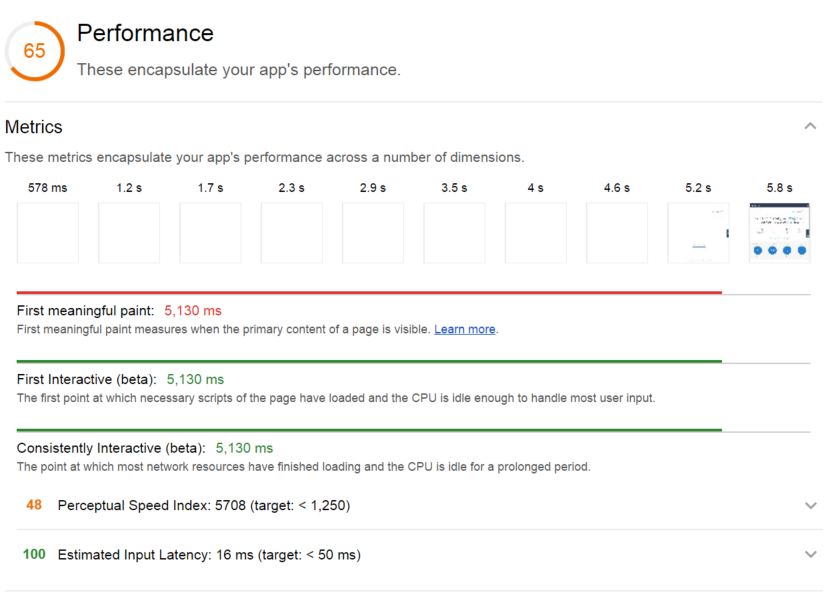 65
Performance
These encapsulate your app's performance.
Metrics
These metrics encapsulate your app's performance across a number of dimensions.
578 ms 1.2 s 1.7 s 2.3 s 2.9 s 3.5 s 4 s 4.6 s 5.2 s 5.8 s
First meaningful paint: 5,130 ms
First meaningful paint measures when the primary content of a page is visible. Learn more.
First Interactive (beta): 5,130 ms
The first point at which necessary scripts of the page have loaded and the CPU is idle enough to handle most user input.
Consistently Interactive (beta): 5,130 ms
The point at which most network resources have finished loading and the CPU is idle for a prolonged period.
48 Perceptual Speed Index: 5708 (target: < 1,250)
100 Estimated Input Latency: 16 ms (target: < 50 ms)